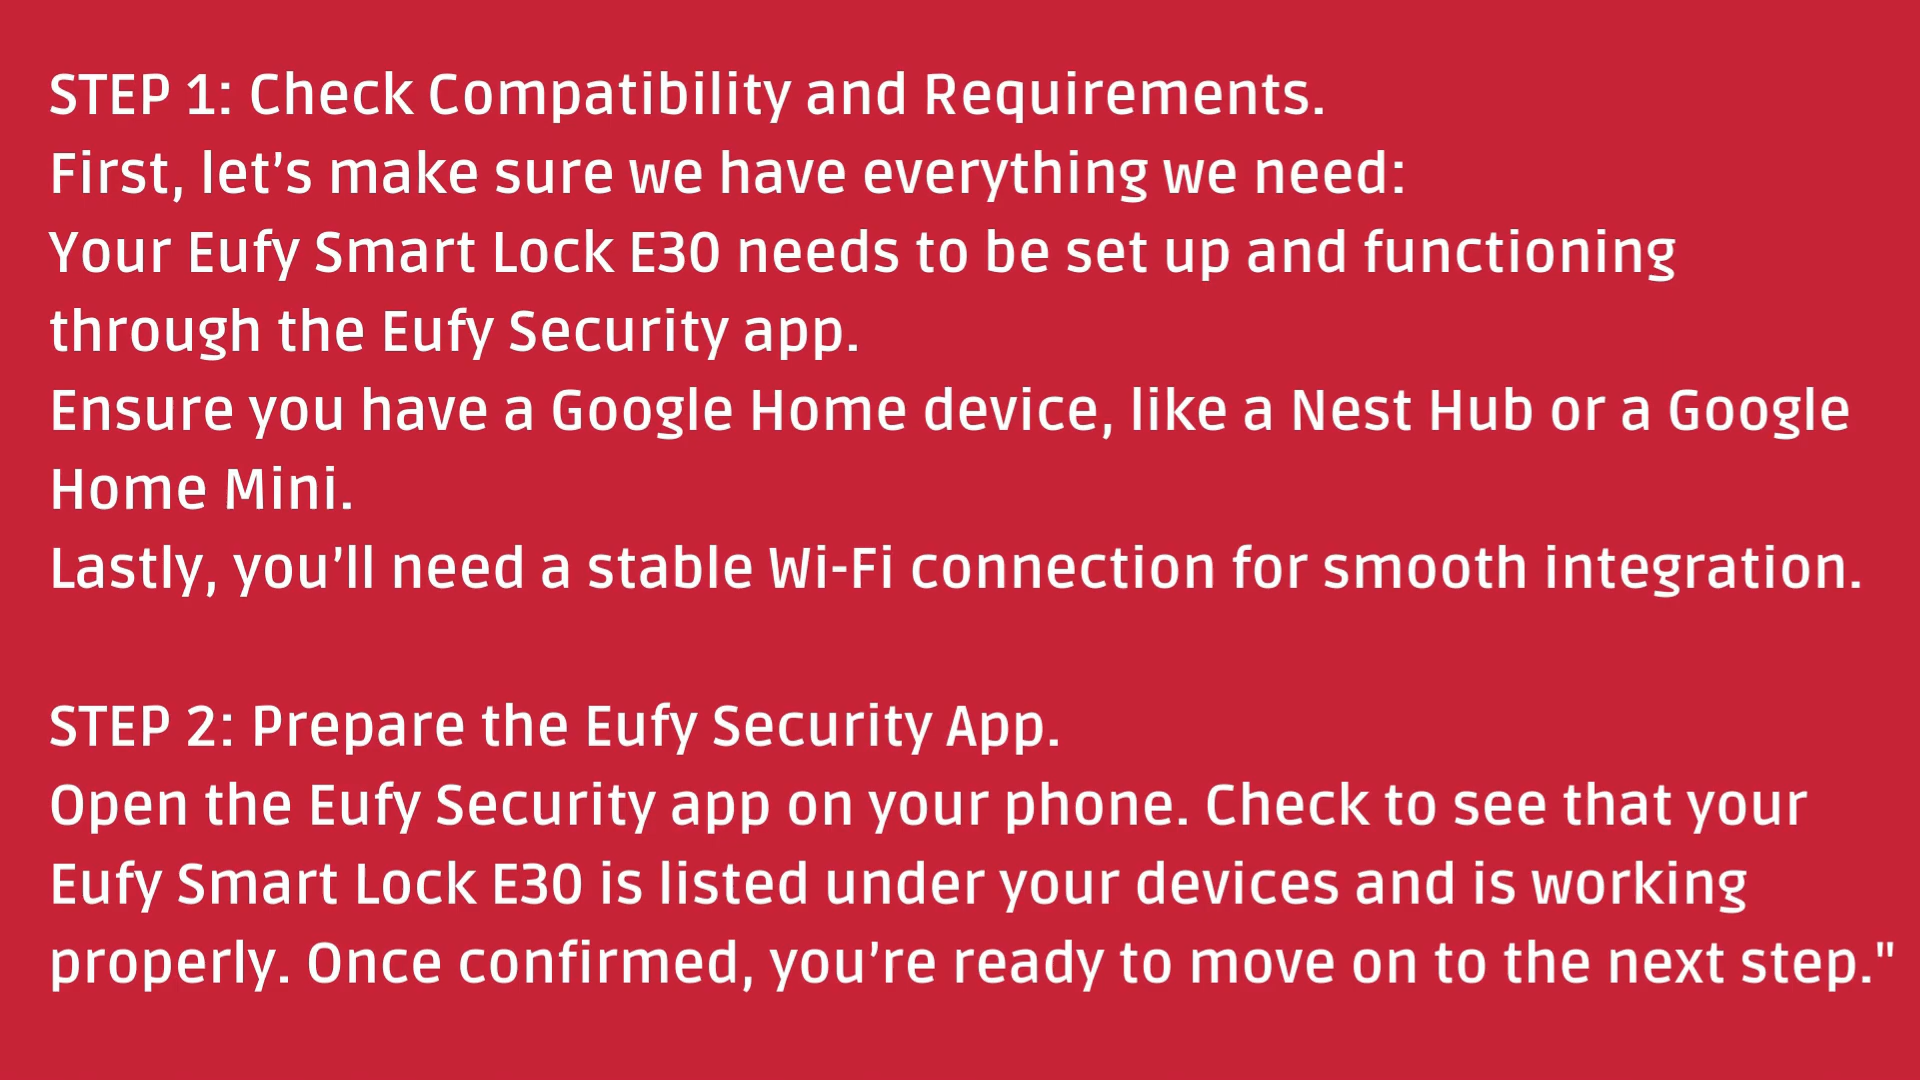 STEP 1: Check Compatibility and Requirements.
First, let’s make sure we have everything we need:
Your Eufy Smart Lock E30 needs to be set up and functioning
through the Eufy Security app.
Ensure you have a Google Home device, like a Nest Hub or a Google
Home Mini.
Lastly, you’ll need a stable Wi-Fi connection for smooth integration.
STEP 2: Prepare the Eufy Security App.
Open the Eufy Security app on your phone. Check to see that your
Eufy Smart Lock E30 is listed under your devices and is working
properly. Once confirmed, you’re ready to move on to the next step."